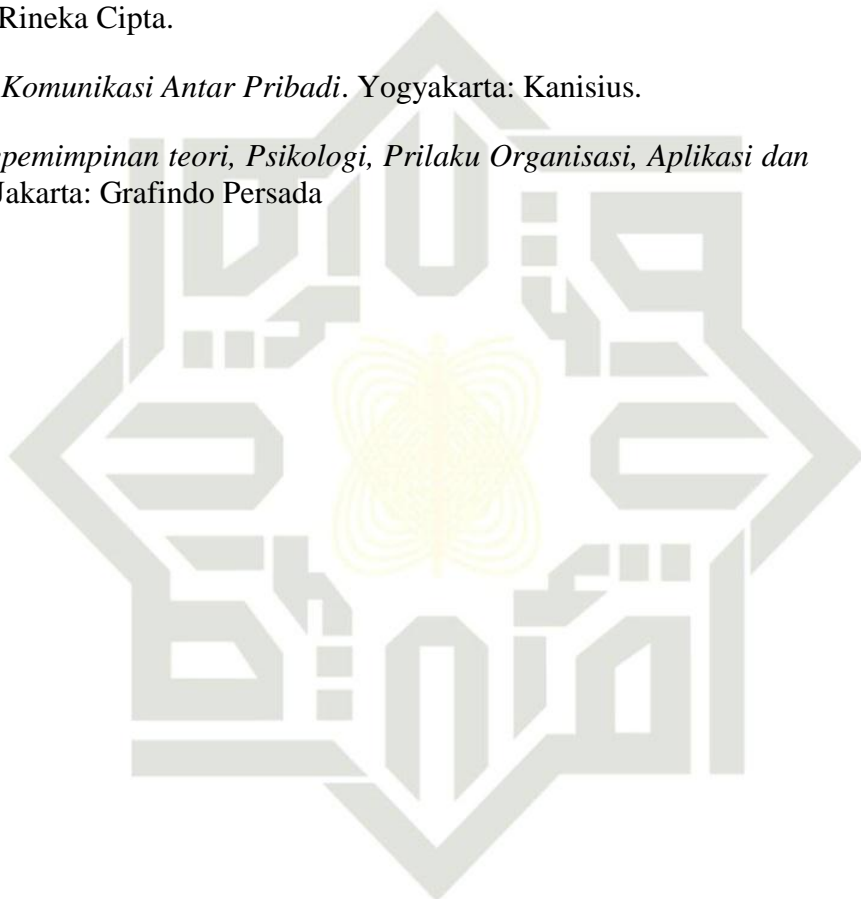 Rineka Cipta.
Komunikasi Antar Pribadi. Yogyakarta: Kanisius.
pemimpinan teori, Psikologi, Prilaku Organisasi, Aplikasi dan
Jakarta: Grafindo Persada